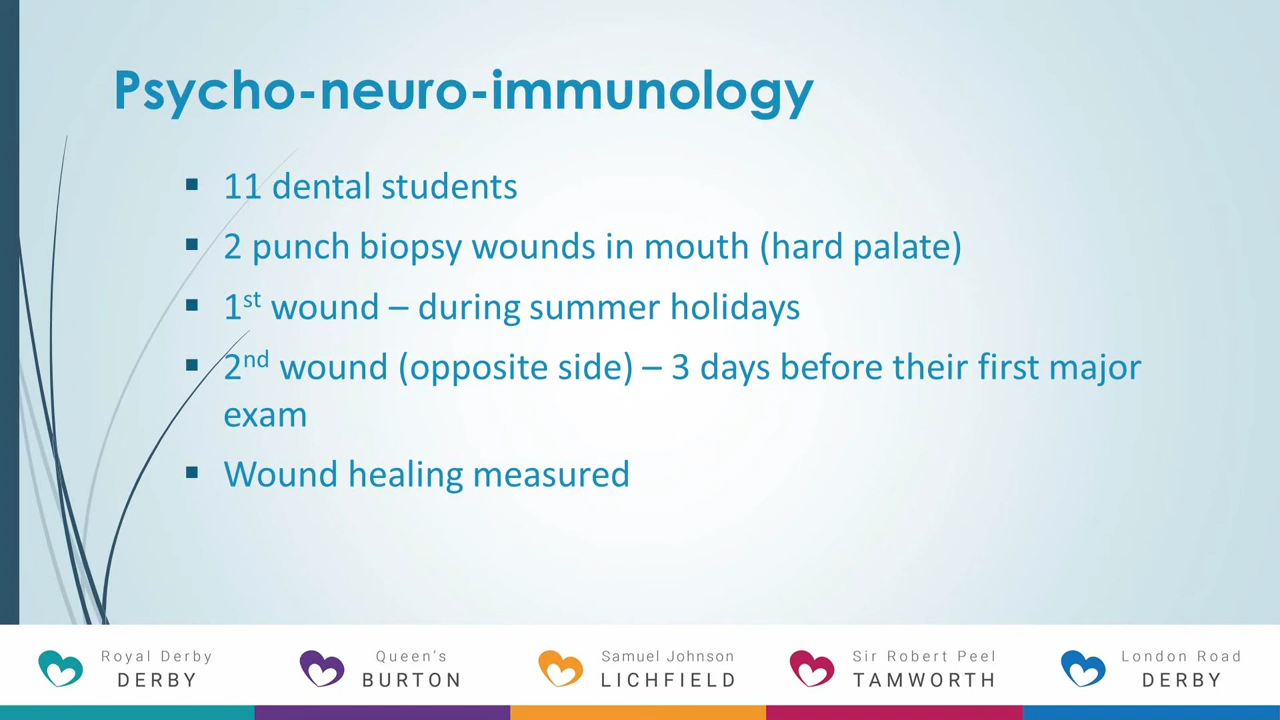 Psycho-neuro-immunology
▪ 11 dental students
▪ 2 punch biopsy wounds in mouth (hard palate)
▪ 1st wound – during summer holidays
▪ 2nd wound (opposite side) – 3 days before their first major
exam
▪ Wound healing measured
Royal Derby
DERBY
Queen's
BURTON
Samuel Johnson
LICHFIELD
Sir Robert Peel
TAMWORTH
London Road
DERBY